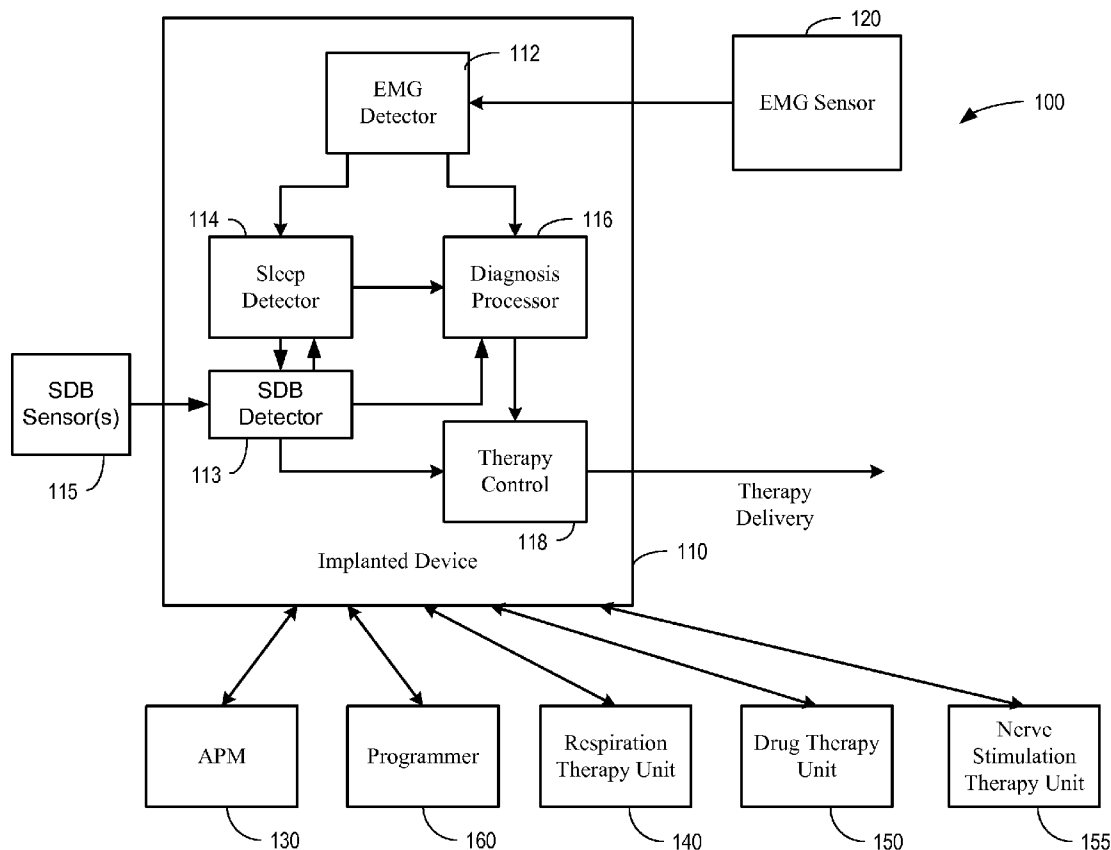 120
112
EMG
Detector
EMG Sensor
100
114
116
Sleep
Detector
Diagnosis
Processor
SDB
Sensor(s)
SDB
Detector
115
113
Therapy
Control
Therapy
Delivery
118
110
Implanted Device
APM
Programmer
Respiration
Therapy Unit
Drug Therapy
Unit
Nerve
Stimulation
Therapy Unit
130
160
140
150
155